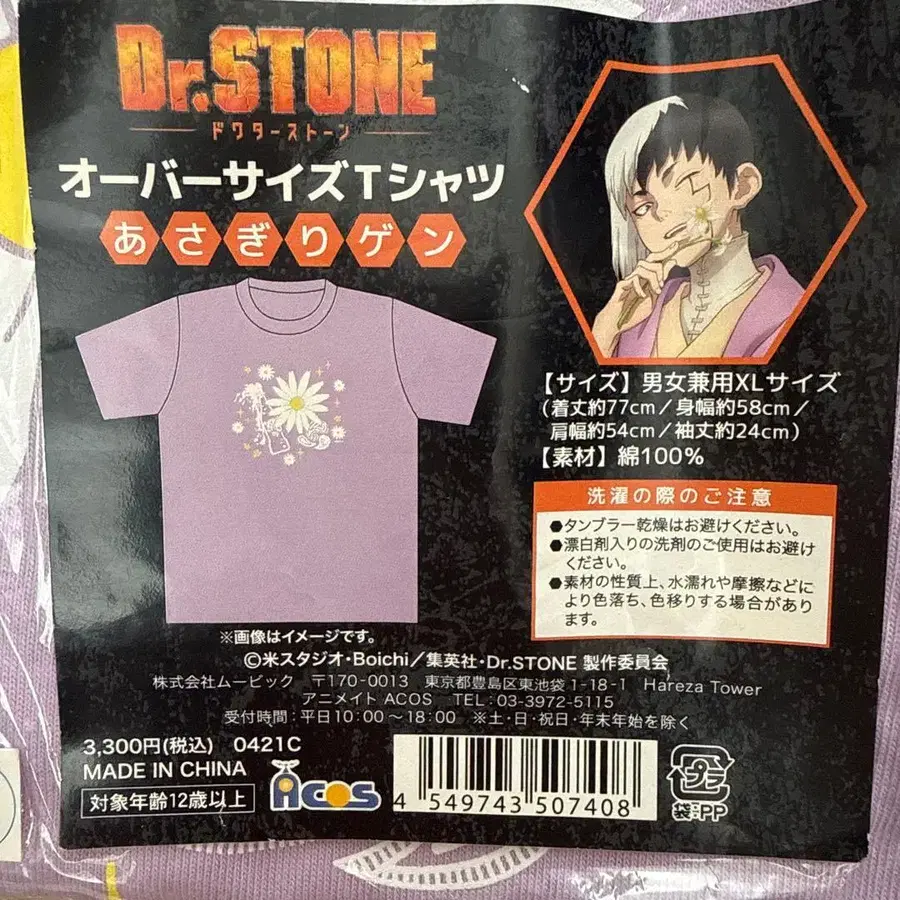 Dr.STONE
ドクターストーン
オーバーサイズTシャツ
あさぎりゲン
【サイズ】男女兼用XLサイズ
(着丈約77cm/身幅約58cm/
肩幅約54cm/袖丈約24cm)
【素材】綿100%
洗濯の際のご注意
●タンブラー乾燥はお避けください。
●漂白剤入りの洗剤のご使用はお避け
ください。
●素材の性質上、水濡れや摩擦などに
より色落ち、色移りする場合があり
ます。
※画像はイメージです。
©米スタジオ・Boichi/集英社・Dr.STONE 製作委員会
株式会社ムービック 〒170-0013 東京都豊島区東池袋1-18-1 Hareza Tower
アニメイト ACOS TEL:03-3972-5115
受付時間:平日10:00~18:00 ※土・日・祝日・年末年始を除く
3,300円(税込) 0421C
MADE IN CHINA
対象年齢12歳以上
ACOS
4 549743 507408
プラ
袋:PP